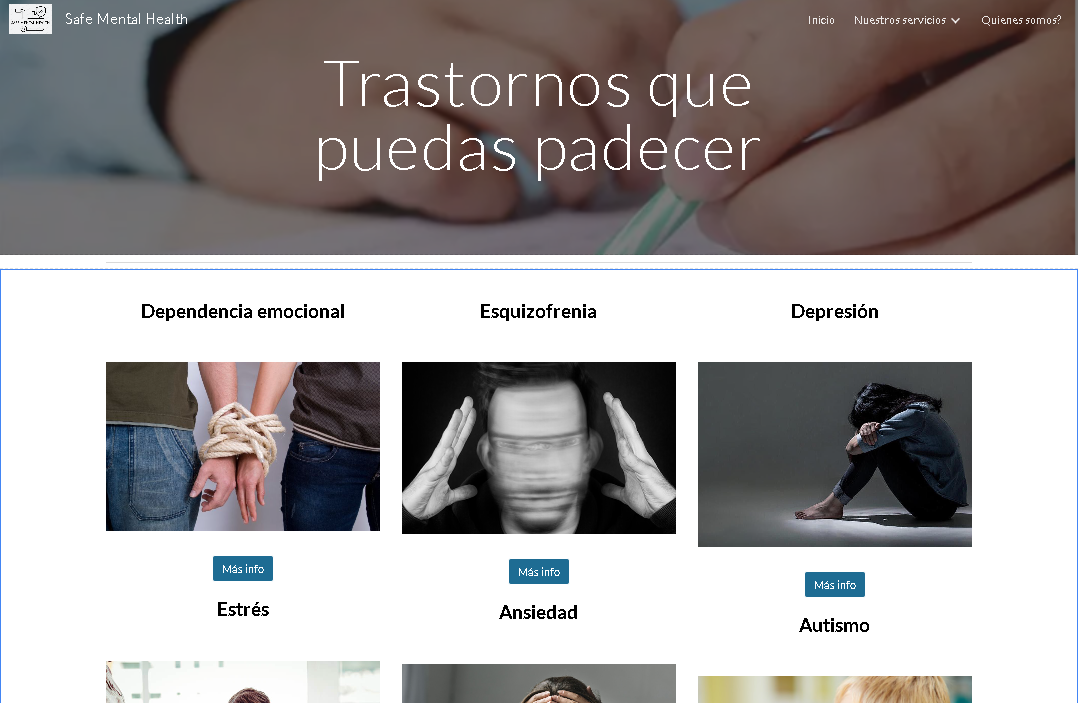 Safe Mental Health
Inicio
Nuestros servicios
Quienes somos?
Trastornos que
puedas padecer
Dependencia emocional
Esquizofrenia
Depresión
Más info
Más info
Más info
Estrés
Ansiedad
Autismo